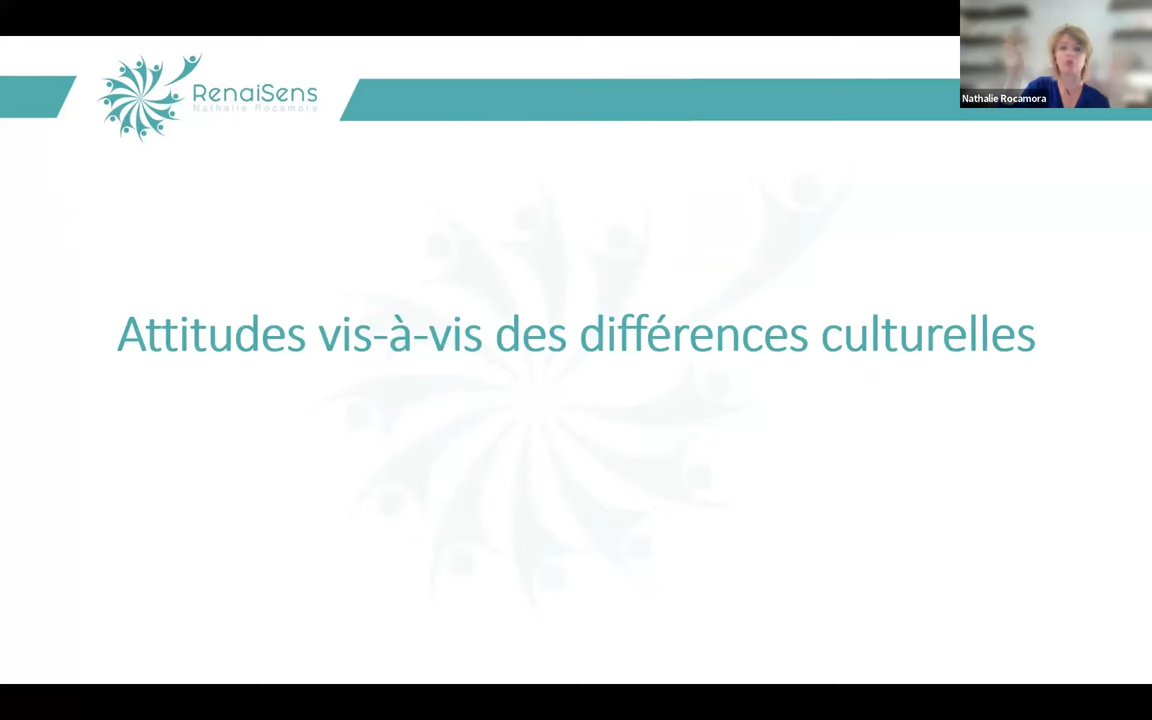 RenaiSens
Nathalie Rocamora
Nathalie Rocamora
Attitudes vis-à-vis des différences culturelles